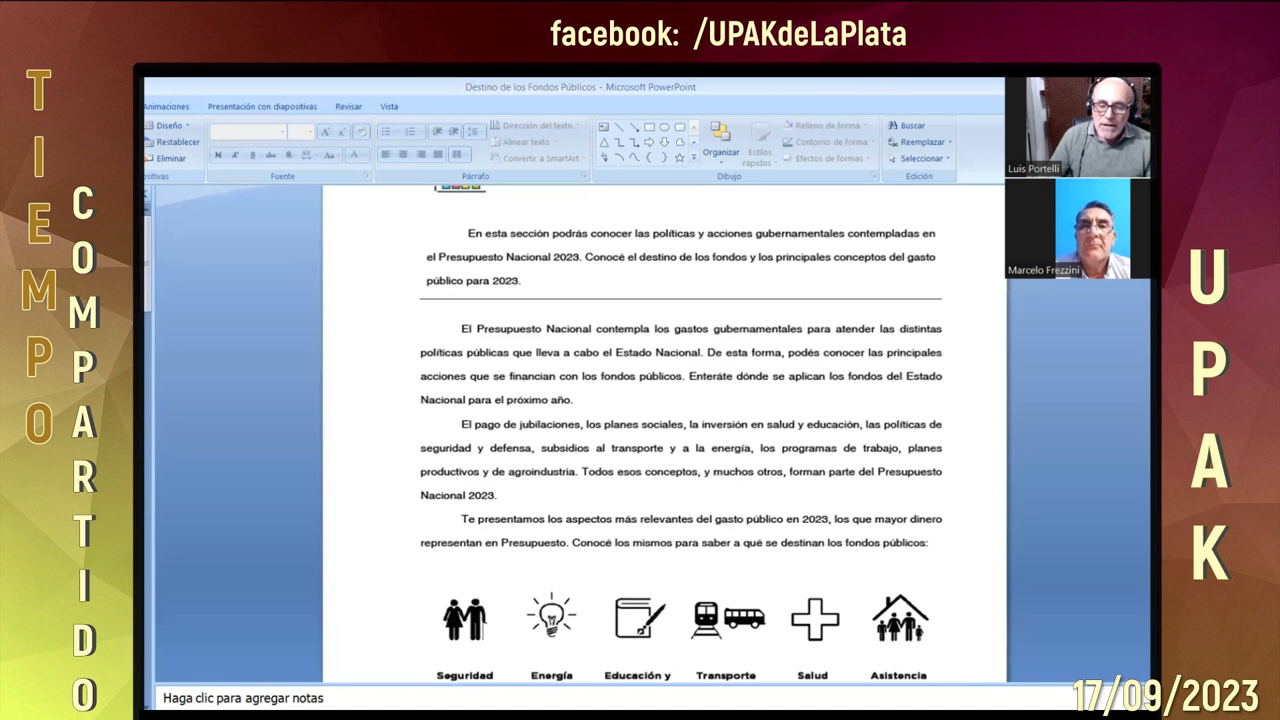 facebook: /UPAKdeLaPlata
TIEMPO
COMPARTIDO
UPAK
Destino de los Fondos Públicos - Microsoft PowerPoint
Animaciones Presentación con diapositivas Revisar Vista
Diseño
Restablecer
Eliminar
Fuente
Dirección del texto
Alinear texto
Convertir a SmartArt
Párrafo
Organizar
Estilos
rápidos
Relleno de forma
Contorno de forma
Efectos de formas
Dibujo
Buscar
Reemplazar
Seleccionar
Edición
Luis Portelli
Marcelo Frezzini
En esta sección podrás conocer las políticas y acciones gubernamentales contempladas en
el Presupuesto Nacional 2023. Conocé el destino de los fondos y los principales conceptos del gasto
público para 2023.
El Presupuesto Nacional contempla los gastos gubernamentales para atender las distintas
políticas públicas que lleva a cabo el Estado Nacional. De esta forma, podés conocer las principales
acciones que se financian con los fondos públicos. Enteráte dónde se aplican los fondos del Estado
Nacional para el próximo año.
El pago de jubilaciones, los planes sociales, la inversión en salud y educación, las políticas de
seguridad y defensa, subsidios al transporte y a la energía, los programas de trabajo, planes
productivos y de agroindustria. Todos esos conceptos, y muchos otros, forman parte del Presupuesto
Nacional 2023.
Te presentamos los aspectos más relevantes del gasto público en 2023, los que mayor dinero
representan en Presupuesto. Conocé los mismos para saber a qué se destinan los fondos públicos:
Seguridad Energía Educación y Transporte Salud Asistencia
Haga clic para agregar notas
17/09/2023